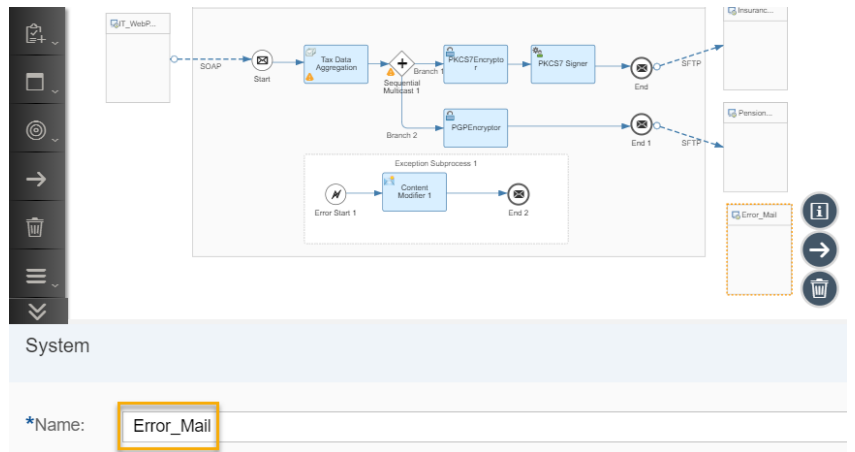 IT_WebP...
Insuranc...
SOAP
Start
Tax Data
Aggregation
Branch 1
Sequential
Multicast 1
PKCS7Encrypto
r
PKCS7 Signer
End
SFTP
Branch 2
PGPEncryptor
End 1
SFTP
Pension...
Exception Subprocess 1
Error Start 1
Content
Modifier 1
End 2
Error_Mail
System
*Name:
Error_Mail